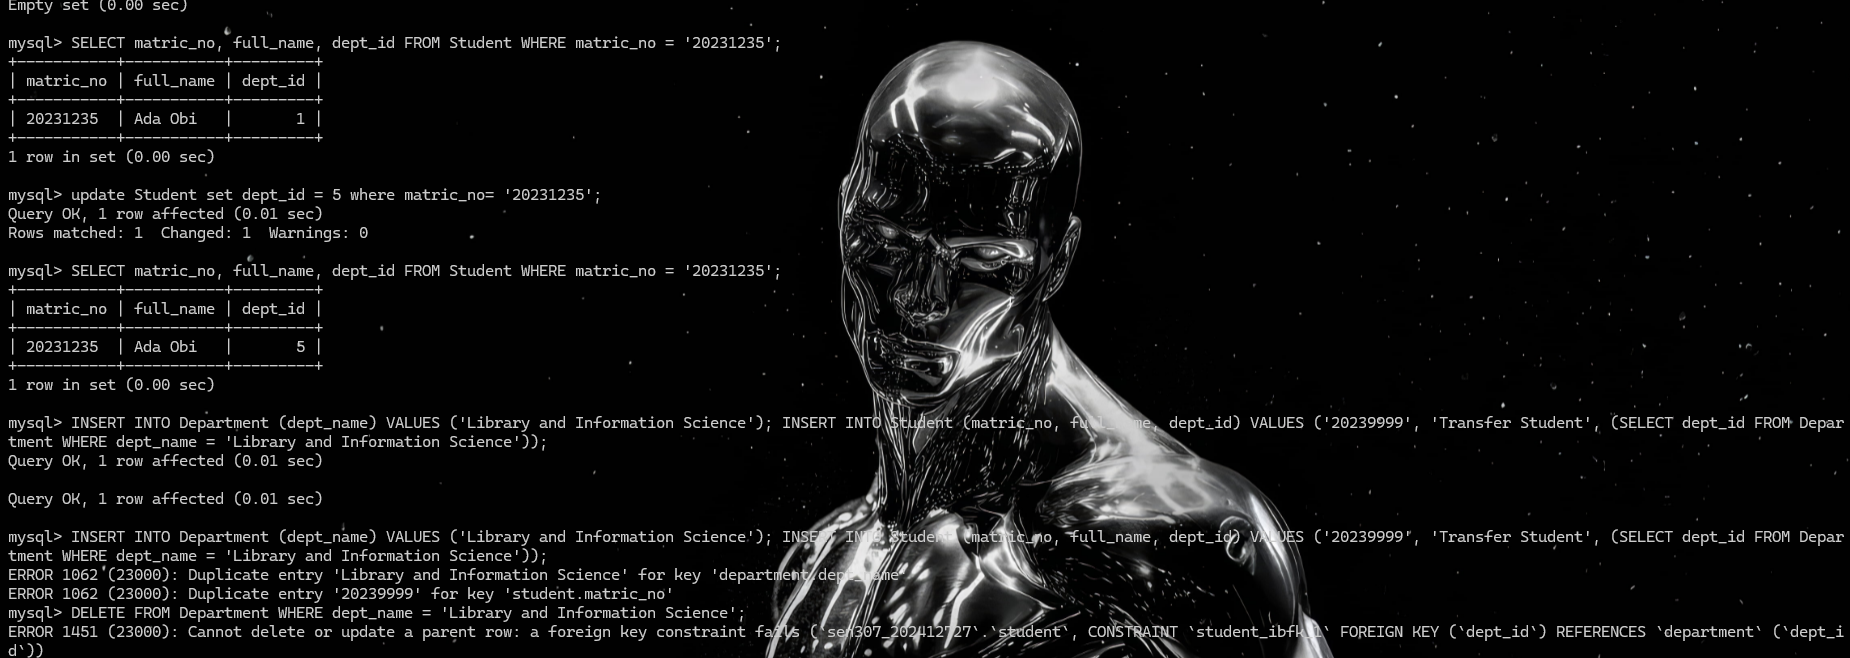 Empty set (0.00 sec)
mysql> SELECT matric_no, full_name, dept_id FROM Student WHERE matric_no = '20231235';
+-----------+-----------+---------+
| matric_no | full_name | dept_id |
+-----------+-----------+---------+
| 20231235  | Ada Obi   |       1 |
+-----------+-----------+---------+
1 row in set (0.00 sec)
mysql> update Student set dept_id = 5 where matric_no= '20231235';
Query OK, 1 row affected (0.01 sec)
Rows matched: 1  Changed: 1  Warnings: 0
mysql> SELECT matric_no, full_name, dept_id FROM Student WHERE matric_no = '20231235';
+-----------+-----------+---------+
| matric_no | full_name | dept_id |
+-----------+-----------+---------+
| 20231235  | Ada Obi   |       5 |
+-----------+-----------+---------+
1 row in set (0.00 sec)
mysql> INSERT INTO Department (dept_name) VALUES ('Library and Information Science'); INSERT INTO Student (matric_no, full_name, dept_id) VALUES ('20239999', 'Transfer Student', (SELECT dept_id FROM Depar
tment WHERE dept_name = 'Library and Information Science'));
Query OK, 1 row affected (0.01 sec)
Query OK, 1 row affected (0.01 sec)
mysql> INSERT INTO Department (dept_name) VALUES ('Library and Information Science'); INSERT INTO Student (matric_no, full_name, dept_id) VALUES ('20239999', 'Transfer Student', (SELECT dept_id FROM Depar
tment WHERE dept_name = 'Library and Information Science'));
ERROR 1062 (23000): Duplicate entry 'Library and Information Science' for key 'department.dept_name'
ERROR 1062 (23000): Duplicate entry '20239999' for key 'student.matric_no'
mysql> DELETE FROM Department WHERE dept_name = 'Library and Information Science';
ERROR 1451 (23000): Cannot delete or update a parent row: a foreign key constraint fails (`sen307_202412727`.`student`, CONSTRAINT `student_ibfk_1` FOREIGN KEY (`dept_id`) REFERENCES `department` (`dept_i
d`))